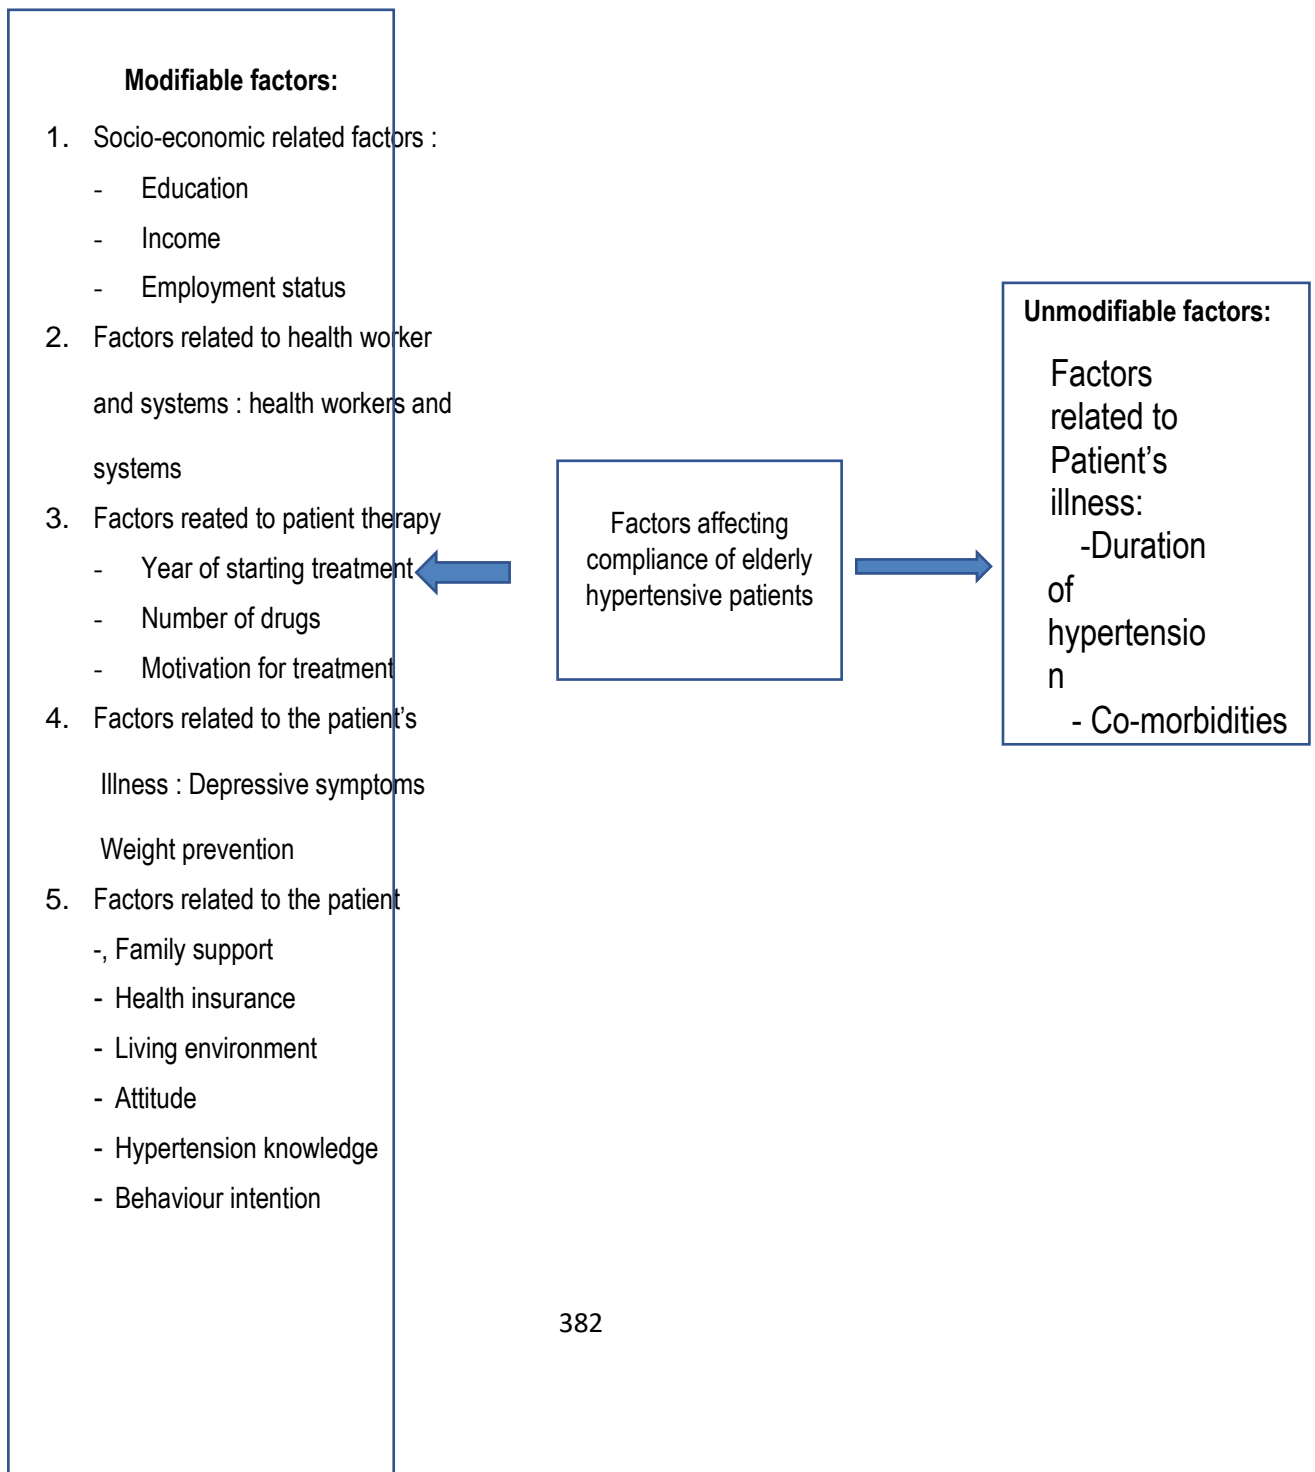 Modifiable factors:
1. Socio-economic related factors :
- Education
- Income
- Employment status
2. Factors related to health worker
and systems : health workers and
systems
3. Factors reated to patient therapy
- Year of starting treatment
- Number of drugs
- Motivation for treatment
4. Factors related to the patient's
Illness : Depressive symptoms
Weight prevention
5. Factors related to the patient
-, Family support
- Health insurance
- Living environment
- Attitude
- Hypertension knowledge
- Behaviour intention
Factors affecting
compliance of elderly
hypertensive patients
Unmodifiable factors:
Factors
related to
Patient’s
illness:
-Duration
of
hypertensio
n
- Co-morbidities
382